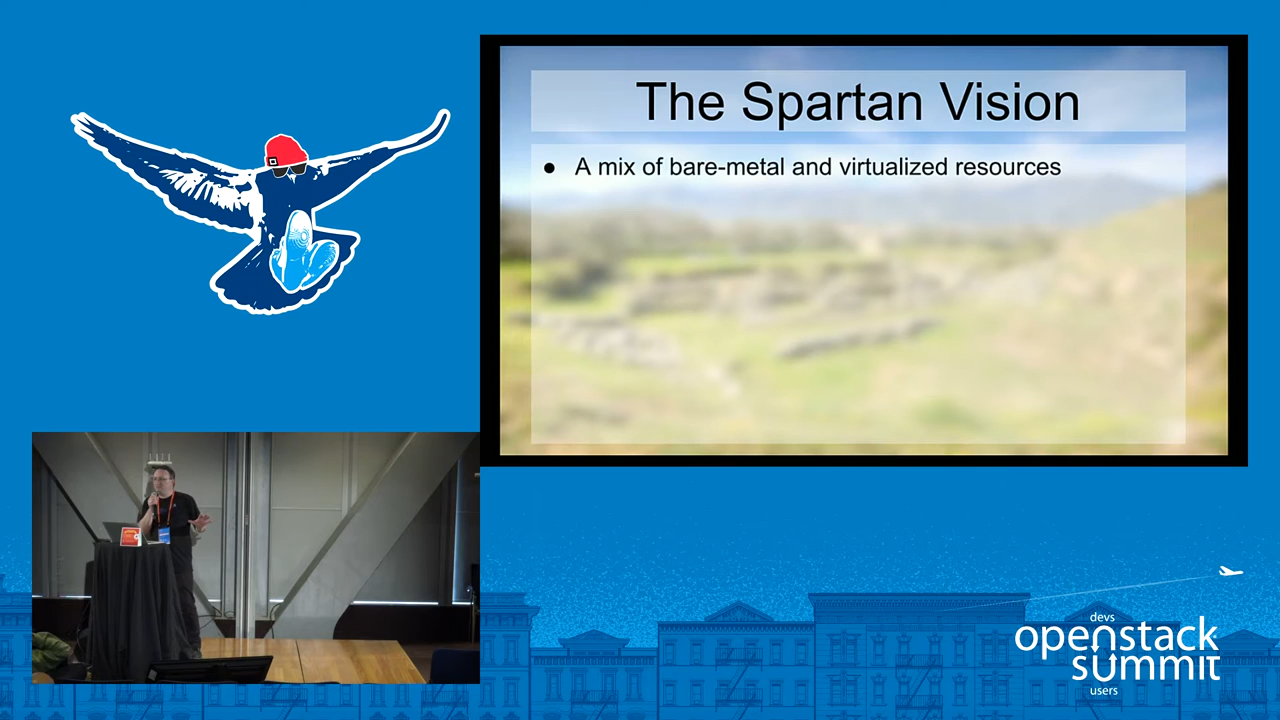 The Spartan Vision
● A mix of bare-metal and virtualized resources
devs
openstack
summit
users